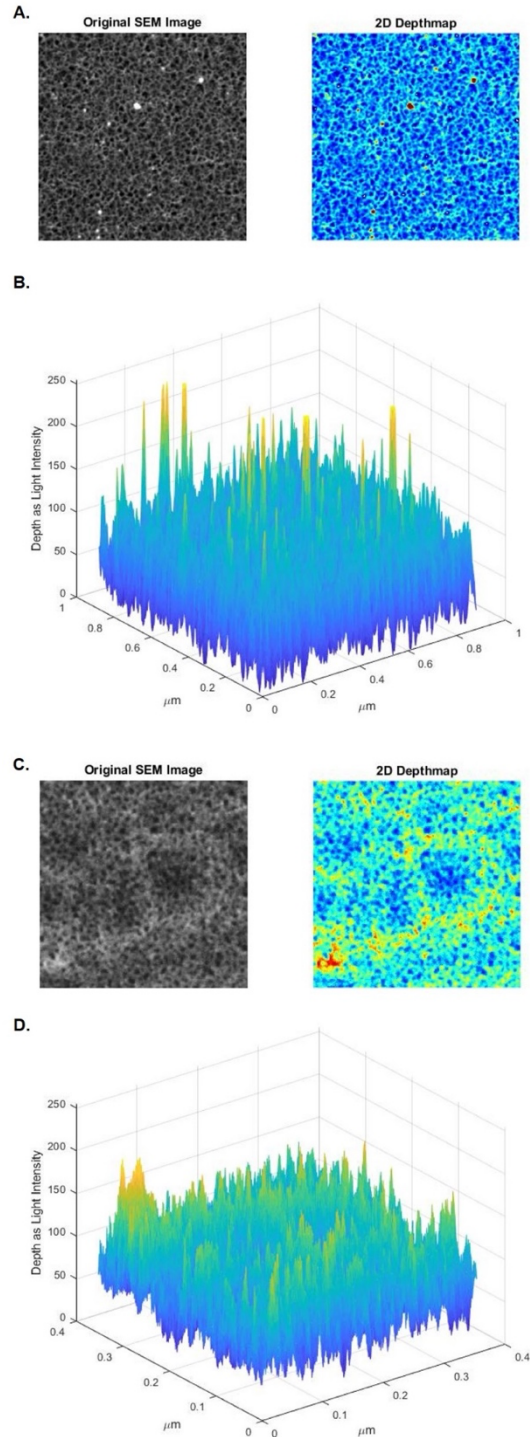 A.
Original SEM Image
2D Depthmap
B.
250
200
150
100
50
0
Depth as Light Intensity
1
0.8
0.6
0.4
0.2
0
μm
0
0.2
0.4
0.6
0.8
1
μm
C.
Original SEM Image
2D Depthmap
D.
250
200
150
100
50
0
Depth as Light Intensity
0.4
0.3
0.2
0.1
0
μm
0
0.1
0.2
0.3
0.4
μm